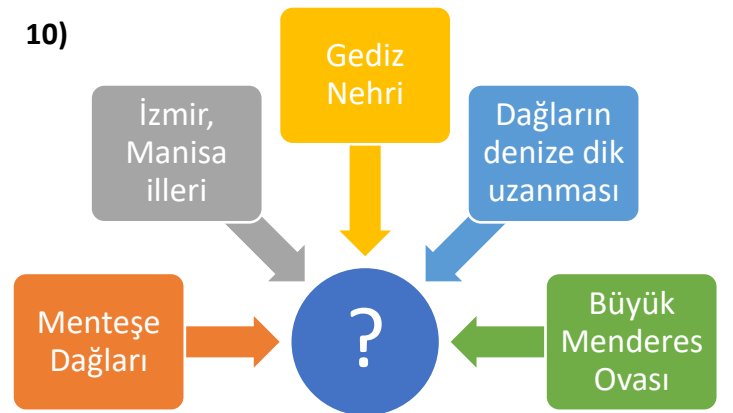 10)
Gediz
Nehri
İzmir,
Manisa
illeri
Dağların
denize dik
uzanması
Menteşe
Dağları
?
Büyük
Menderes
Ovası